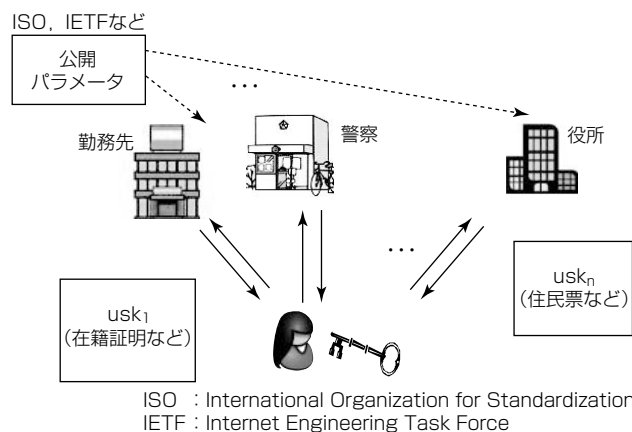 ISO，IETFなど
公開
パラメータ
…
勤務先
警察
役所
…
usk1
（在籍証明など）
uskn
（住民票など）
ISO ：International Organization for Standardization
IETF：Internet Engineering Task Force